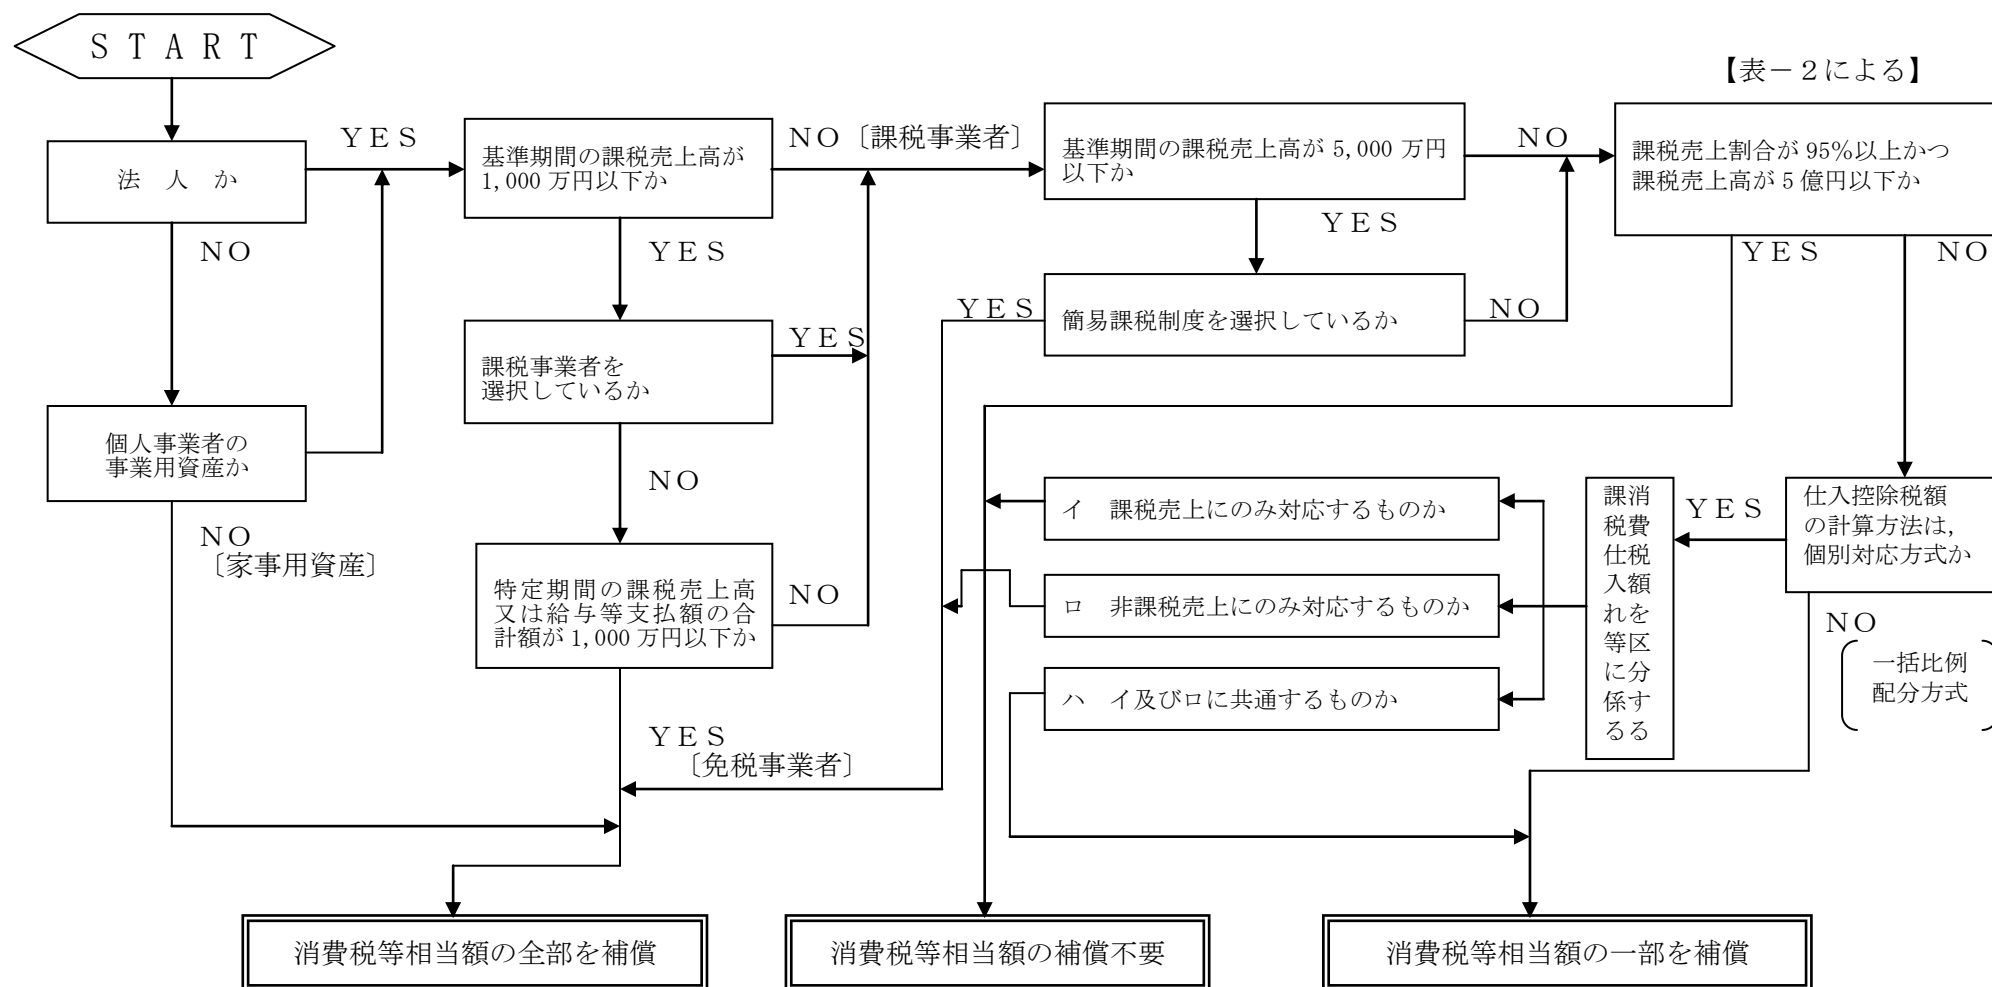 ＳＴＡＲＴ
【表－２による】
法　人　か
ＹＥＳ
ＮＯ
個人事業者の
事業用資産か
ＮＯ
〔家事用資産〕
基準期間の課税売上高が
1,000 万円以下か
ＮＯ〔課税事業者〕
ＹＥＳ
課税事業者を
選択しているか
ＹＥＳ
ＮＯ
特定期間の課税売上高
又は給与等支払額の合
計額が 1,000 万円以下か
ＮＯ
ＹＥＳ
〔免税事業者〕
基準期間の課税売上高が 5,000 万円
以下か
ＮＯ
ＹＥＳ
簡易課税制度を選択しているか
ＹＥＳ
ＮＯ
課税売上割合が 95%以上かつ
課税売上高が 5 億円以下か
ＹＥＳ
ＮＯ
仕入控除税額
の計算方法は,
個別対応方式か
ＹＥＳ
ＮＯ
一括比例
配分方式
課税仕入れ等に係る
消費税額を区分する
イ　課税売上にのみ対応するものか
ロ　非課税売上にのみ対応するものか
ハ　イ及びロに共通するものか
消費税等相当額の全部を補償
消費税等相当額の補償不要
消費税等相当額の一部を補償